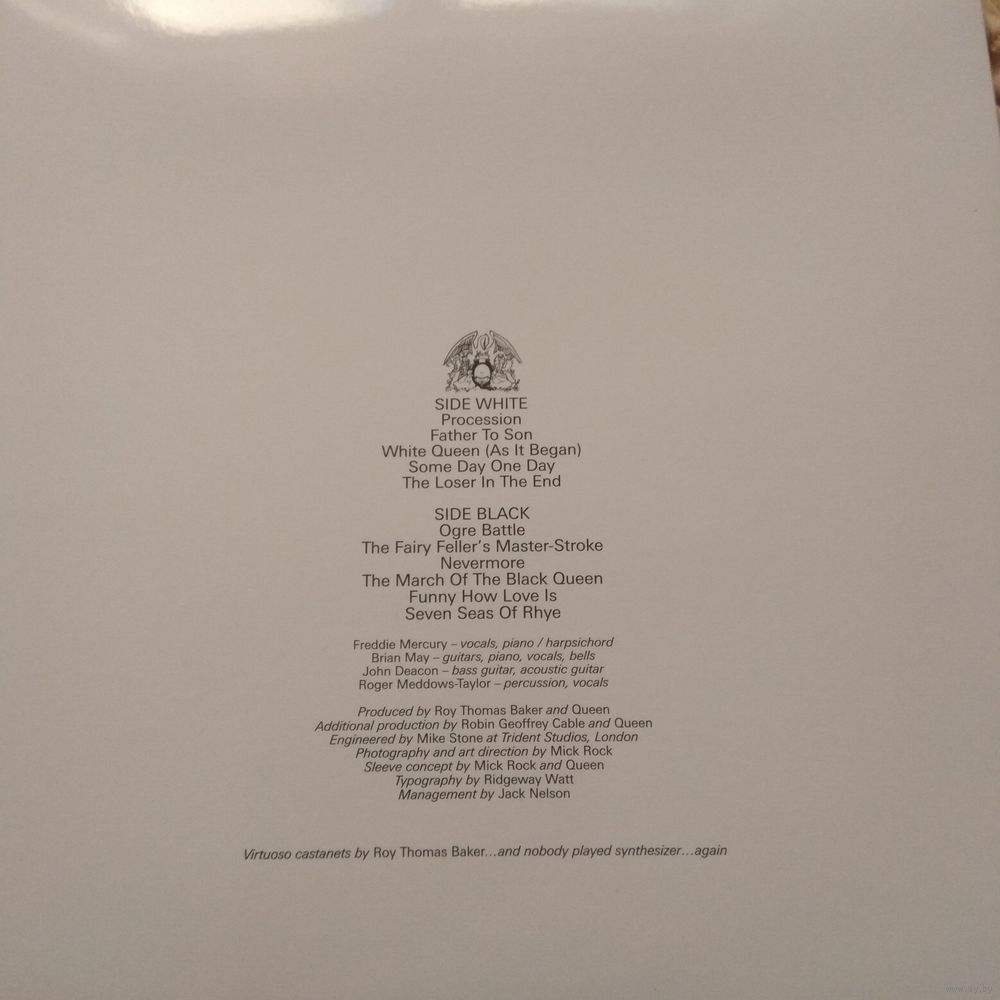 SIDE WHITE
Procession
Father To Son
White Queen (As It Began)
Some Day One Day
The Loser In The End
SIDE BLACK
Ogre Battle
The Fairy Feller's Master-Stroke
Nevermore
The March Of The Black Queen
Funny How Love Is
Seven Seas Of Rhye
Freddie Mercury – vocals, piano / harpsichord
Brian May – guitars, piano, vocals, bells
John Deacon – bass guitar, acoustic guitar
Roger Meddows-Taylor – percussion, vocals
Produced by Roy Thomas Baker and Queen
Additional production by Robin Geoffrey Cable and Queen
Engineered by Mike Stone at Trident Studios, London
Photography and art direction by Mick Rock
Sleeve concept by Mick Rock and Queen
Typography by Ridgeway Watt
Management by Jack Nelson
Virtuoso castanets by Roy Thomas Baker...and nobody played synthesizer...again